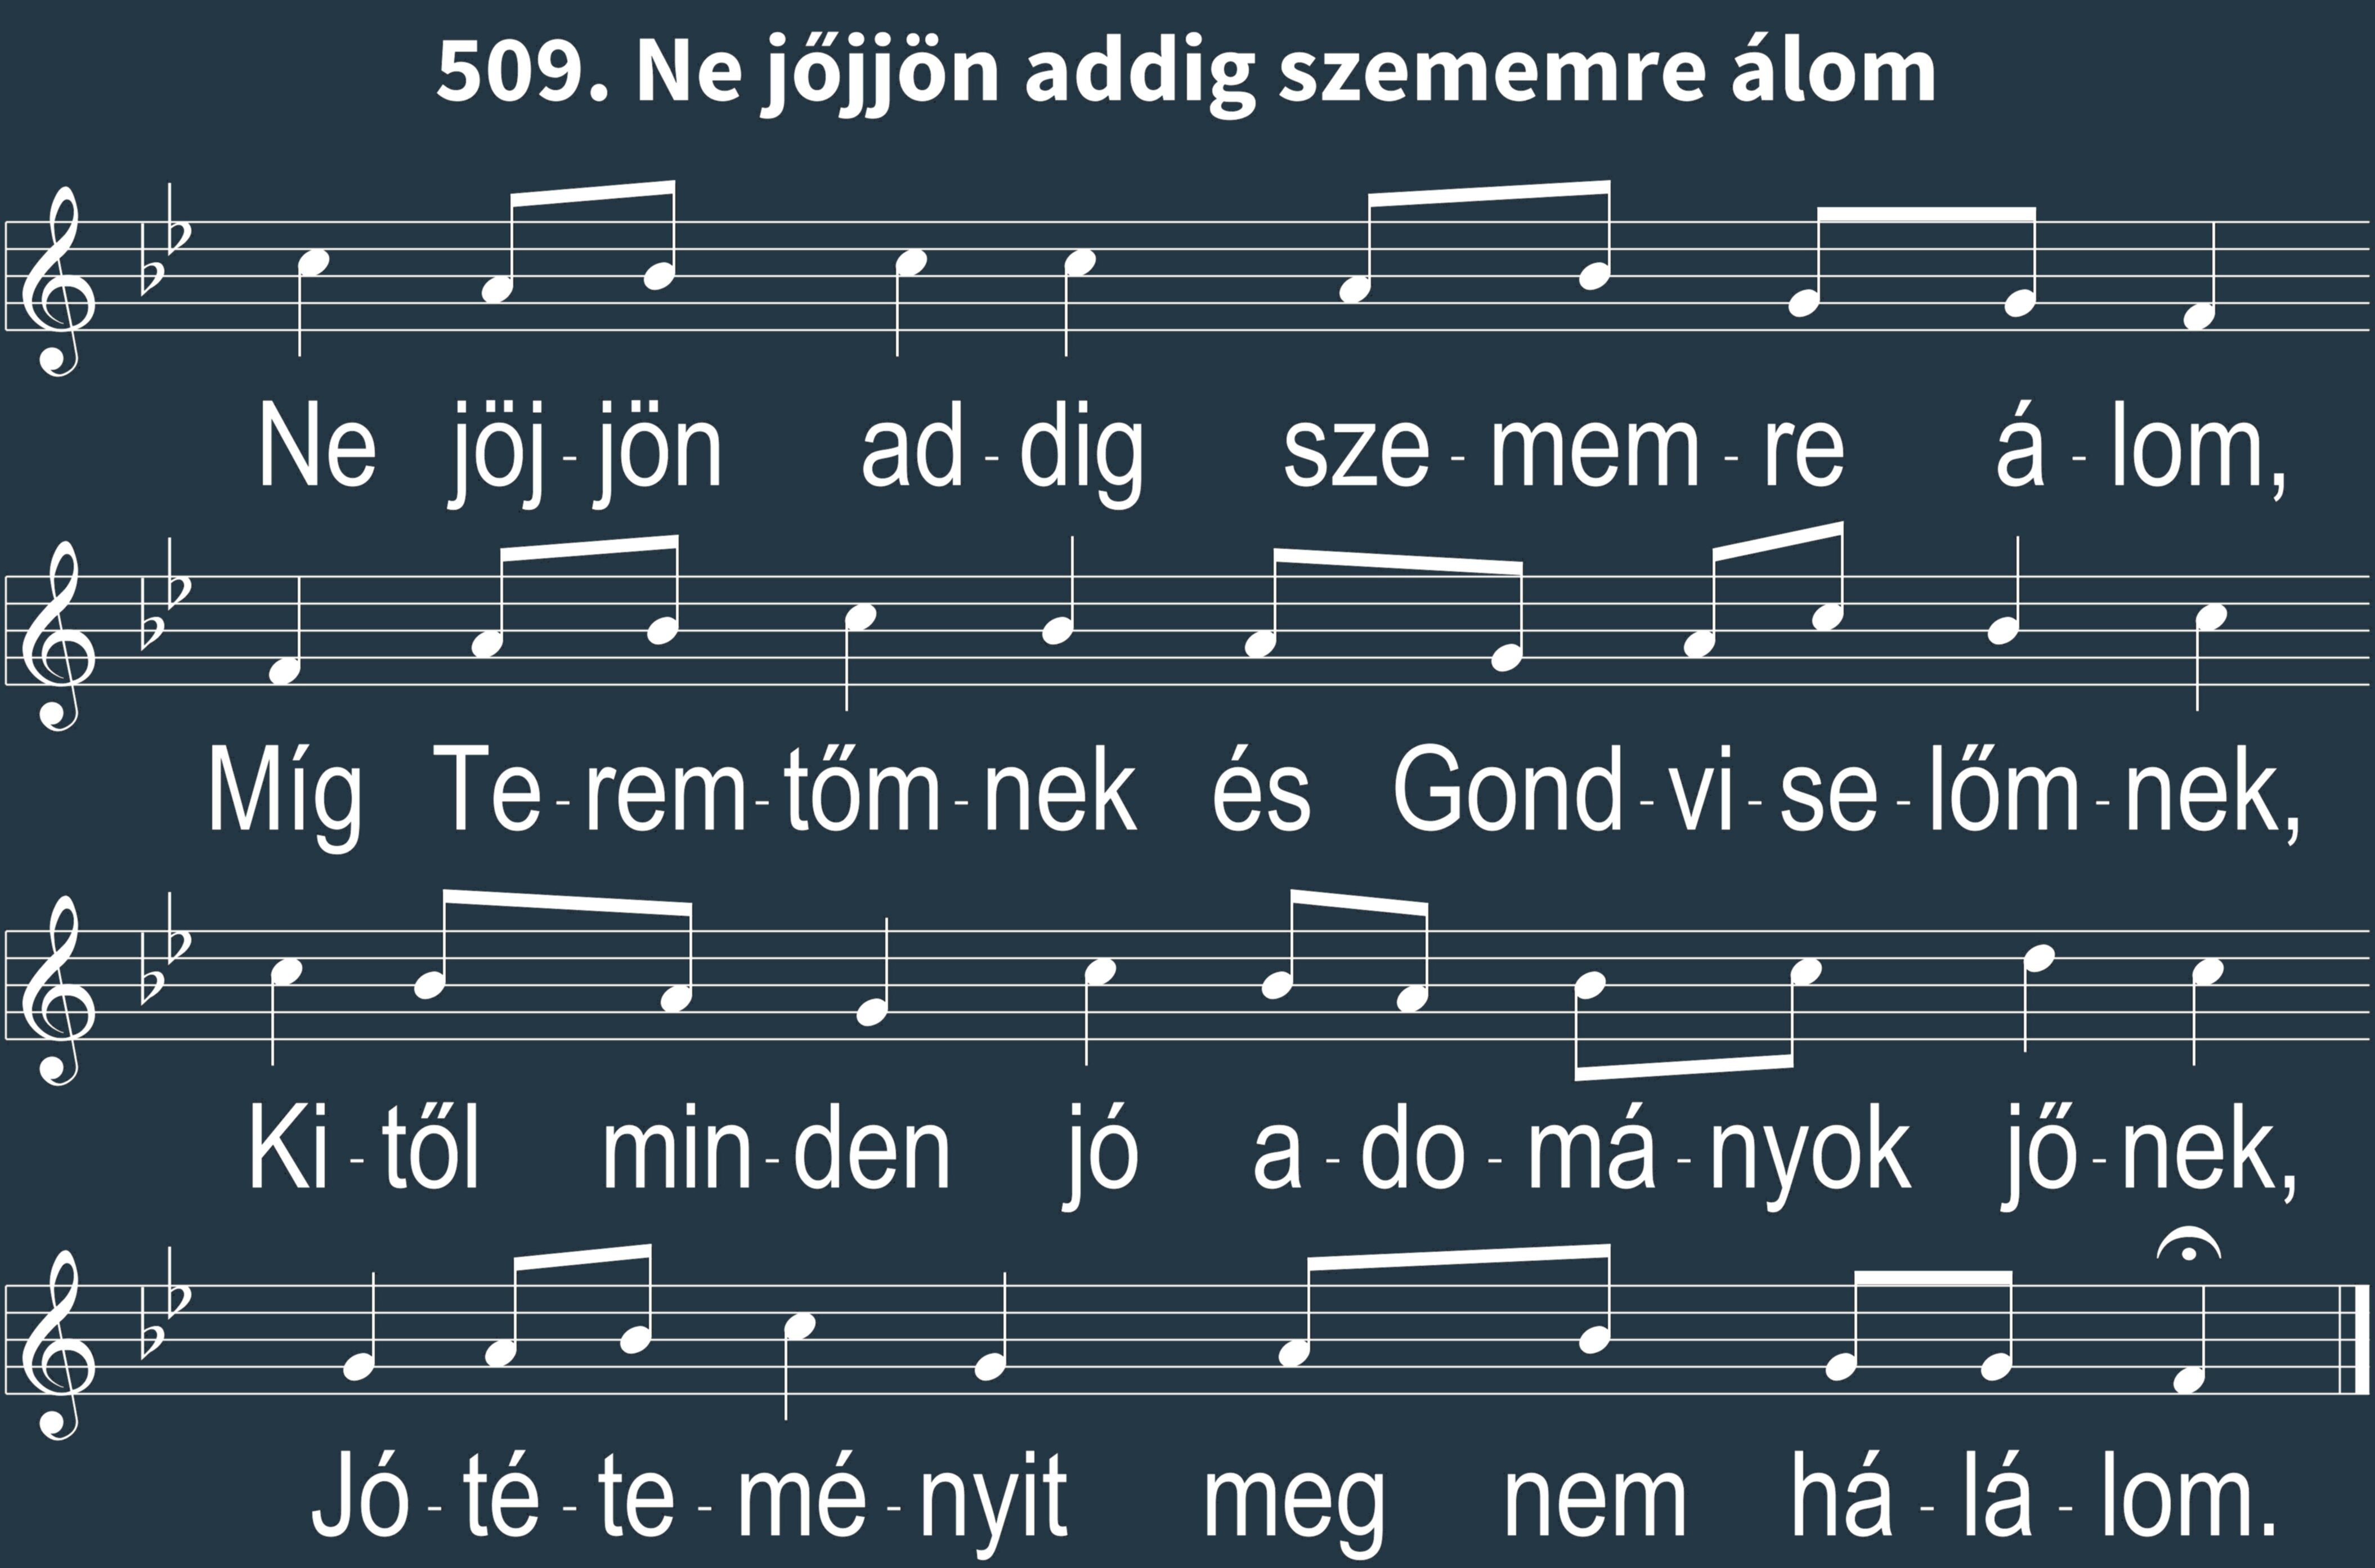 509. Ne jőjjön addig szememre álom
Ne jöj - jön ad - dig sze - mem - re á - lom,
Míg Te - rem - tőm - nek és Gond - vi - se - lőm - nek,
Ki - től min - den jó a - do - má - nyok jő - nek,
Jó - té - te - mé - nyit meg nem há - lá - lom.